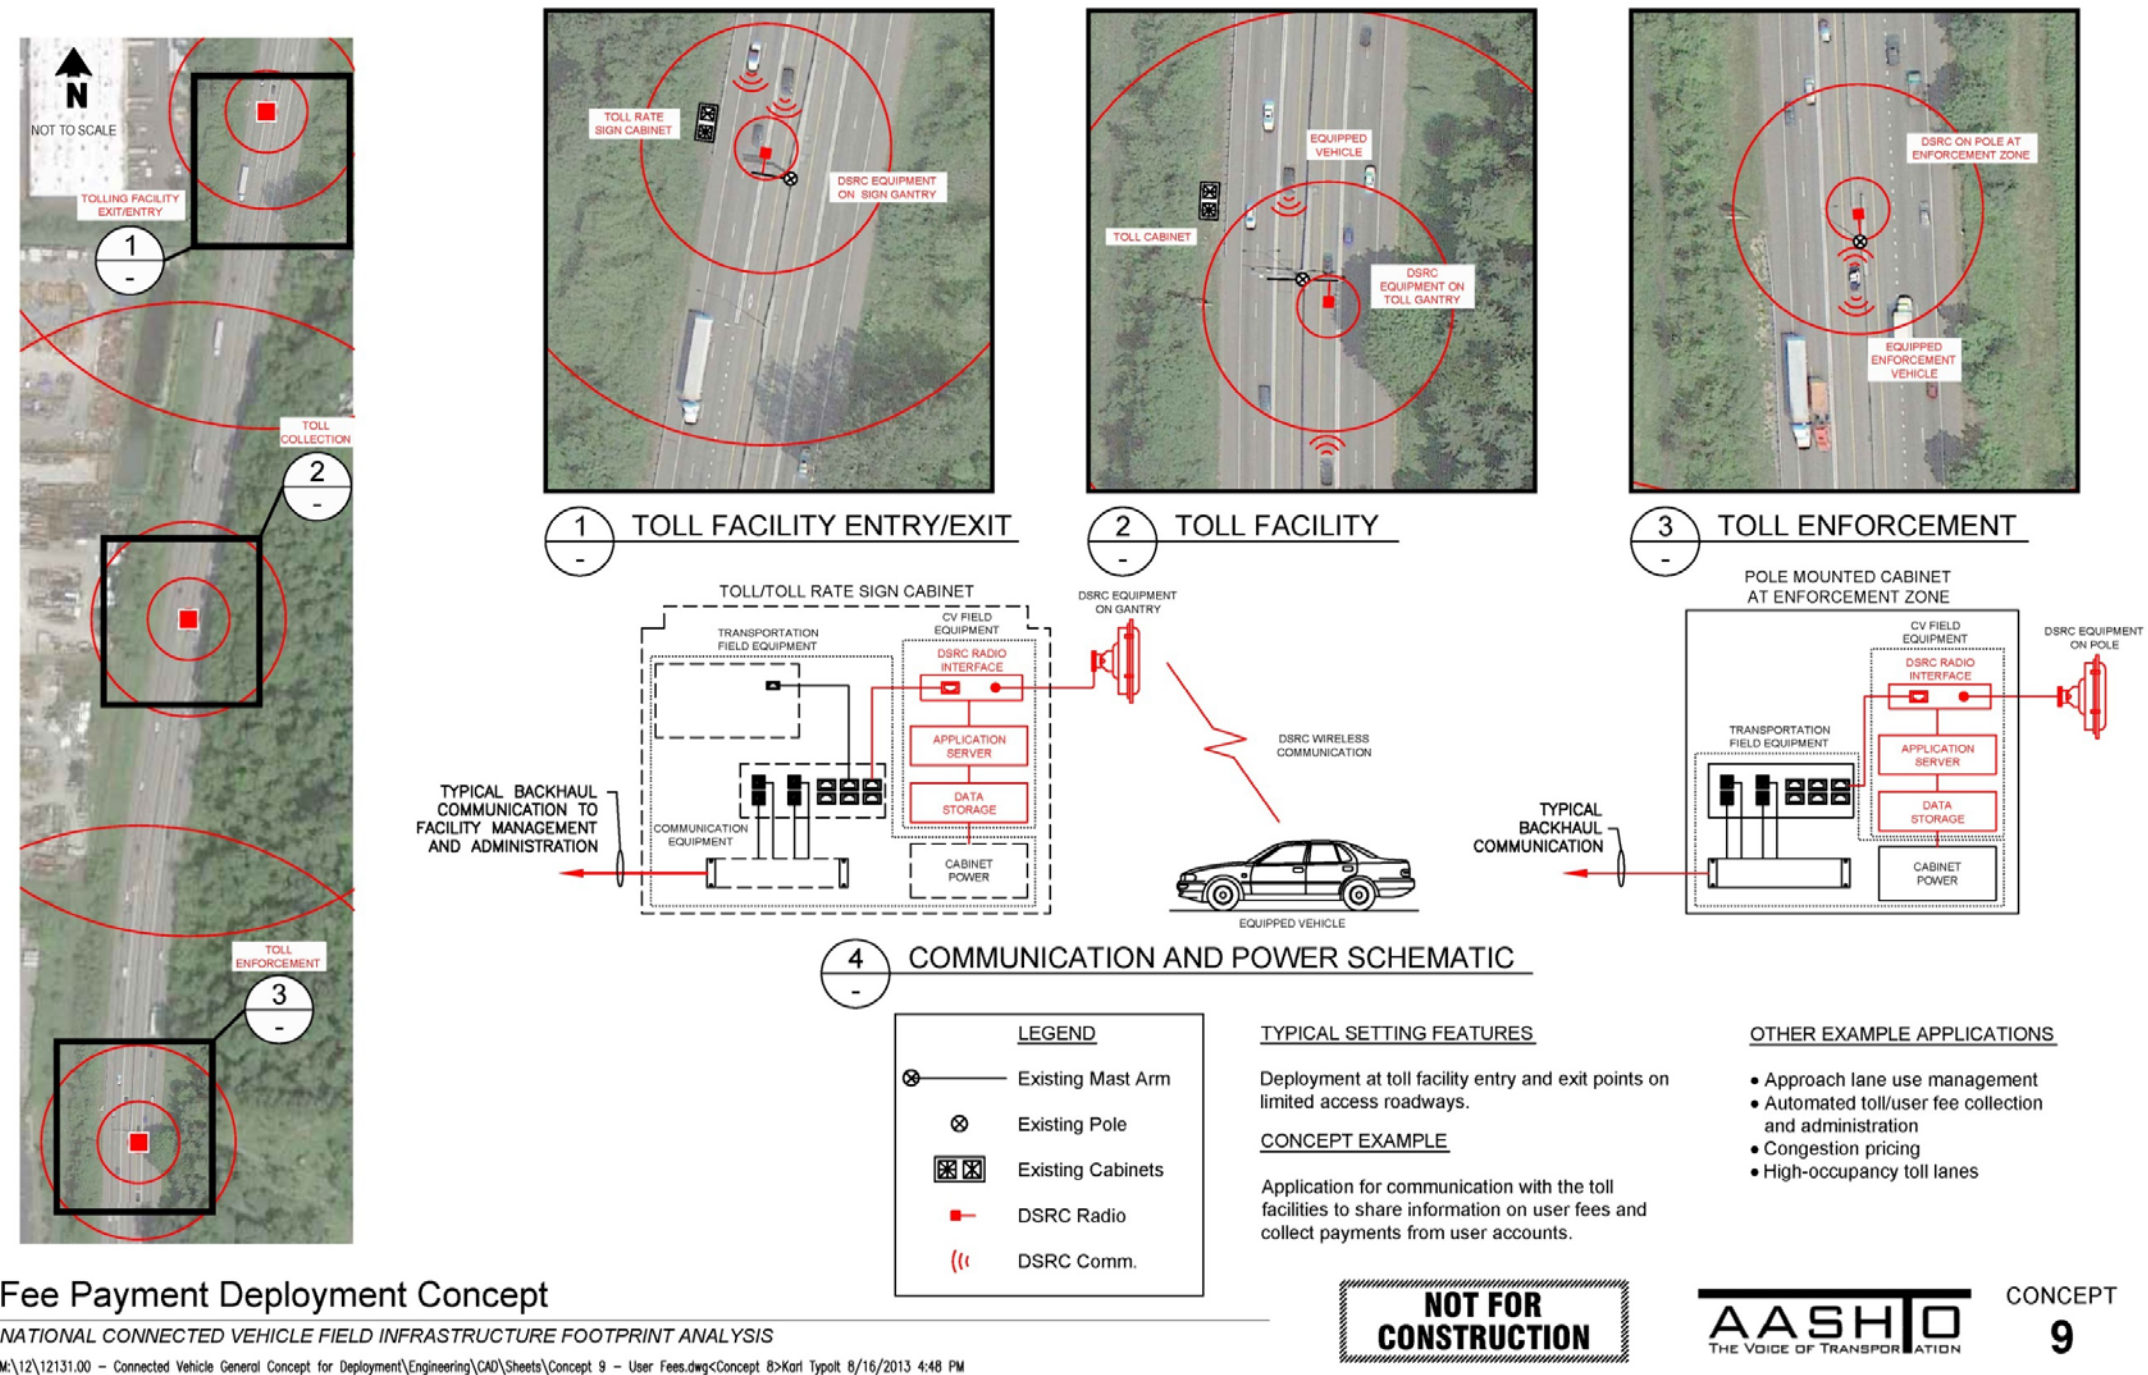 N
NOT TO SCALE
TOLLING FACILITY
EXIT/ENTRY
1
-
TOLL
COLLECTION
2
-
TOLL
ENFORCEMENT
3
-
TOLL RATE
SIGN CABINET
DSRC EQUIPMENT
ON SIGN GANTRY
1
-
TOLL FACILITY ENTRY/EXIT
EQUIPPED
VEHICLE
TOLL CABINET
DSRC
EQUIPMENT ON
TOLL GANTRY
2
-
TOLL FACILITY
DSRC ON POLE AT
ENFORCEMENT ZONE
EQUIPPED
ENFORCEMENT
VEHICLE
3
-
TOLL ENFORCEMENT
TOLL/TOLL RATE SIGN CABINET
TRANSPORTATION
FIELD EQUIPMENT
CV FIELD
EQUIPMENT
DSRC RADIO
INTERFACE
APPLICATION
SERVER
DATA
STORAGE
CABINET
POWER
COMMUNICATION
EQUIPMENT
TYPICAL BACKHAUL
COMMUNICATION TO
FACILITY MANAGEMENT
AND ADMINISTRATION
DSRC EQUIPMENT
ON GANTRY
DSRC WIRELESS
COMMUNICATION
EQUIPPED VEHICLE
POLE MOUNTED CABINET
AT ENFORCEMENT ZONE
CV FIELD
EQUIPMENT
DSRC RADIO
INTERFACE
DSRC EQUIPMENT
ON POLE
TRANSPORTATION
FIELD EQUIPMENT
APPLICATION
SERVER
DATA
STORAGE
CABINET
POWER
TYPICAL
BACKHAUL
COMMUNICATION
4
-
COMMUNICATION AND POWER SCHEMATIC
LEGEND
Existing Mast Arm
Existing Pole
Existing Cabinets
DSRC Radio
DSRC Comm.
TYPICAL SETTING FEATURES
Deployment at toll facility entry and exit points on
limited access roadways.
CONCEPT EXAMPLE
Application for communication with the toll
facilities to share information on user fees and
collect payments from user accounts.
OTHER EXAMPLE APPLICATIONS
• Approach lane use management
• Automated toll/user fee collection
and administration
• Congestion pricing
• High-occupancy toll lanes
Fee Payment Deployment Concept
NATIONAL CONNECTED VEHICLE FIELD INFRASTRUCTURE FOOTPRINT ANALYSIS
M:\12\12131.00 – Connected Vehicle General Concept for Deployment\Engineering\CAD\Sheets\Concept 9 – User Fees.dwg<Concept 8>Karl Typolt 8/16/2013 4:48 PM
NOT FOR
CONSTRUCTION
AASHTO
THE VOICE OF TRANSPORTATION
CONCEPT
9